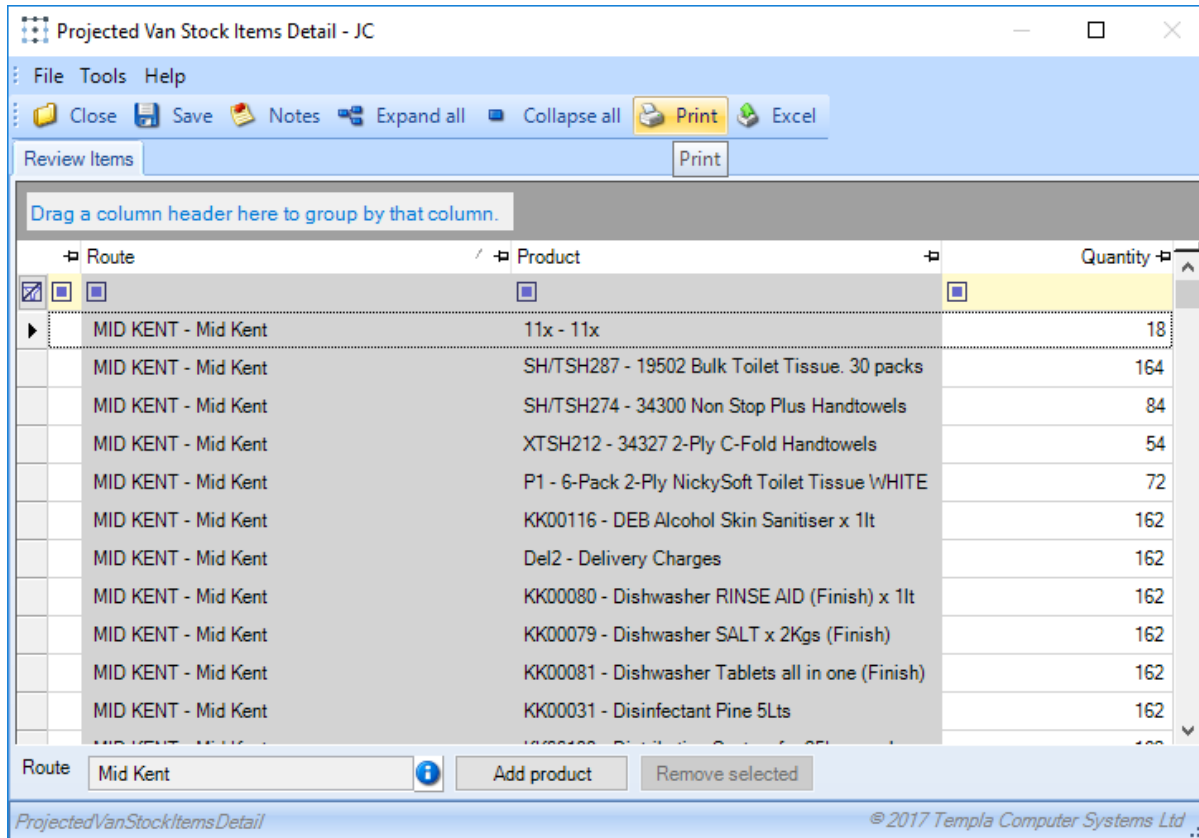 Projected Van Stock Items Detail - JC
File Tools Help
Close Save Notes Expand all Collapse all Print Excel
Review Items
Print
Drag a column header here to group by that column.
Route Product Quantity
MID KENT - Mid Kent 11x - 11x 18
MID KENT - Mid Kent SH/TSH287 - 19502 Bulk Toilet Tissue. 30 packs 164
MID KENT - Mid Kent SH/TSH274 - 34300 Non Stop Plus Handtowels 84
MID KENT - Mid Kent XTSH212 - 34327 2-Ply C-Fold Handtowels 54
MID KENT - Mid Kent P1 - 6-Pack 2-Ply NickySoft Toilet Tissue WHITE 72
MID KENT - Mid Kent KK00116 - DEB Alcohol Skin Sanitiser x 1lt 162
MID KENT - Mid Kent Del2 - Delivery Charges 162
MID KENT - Mid Kent KK00080 - Dishwasher RINSE AID (Finish) x 1lt 162
MID KENT - Mid Kent KK00079 - Dishwasher SALT x 2Kgs (Finish) 162
MID KENT - Mid Kent KK00081 - Dishwasher Tablets all in one (Finish) 162
MID KENT - Mid Kent KK00031 - Disinfectant Pine 5Lts 162
Route Mid Kent Add product Remove selected
ProjectedVanStockItemsDetail © 2017 Templa Computer Systems Ltd